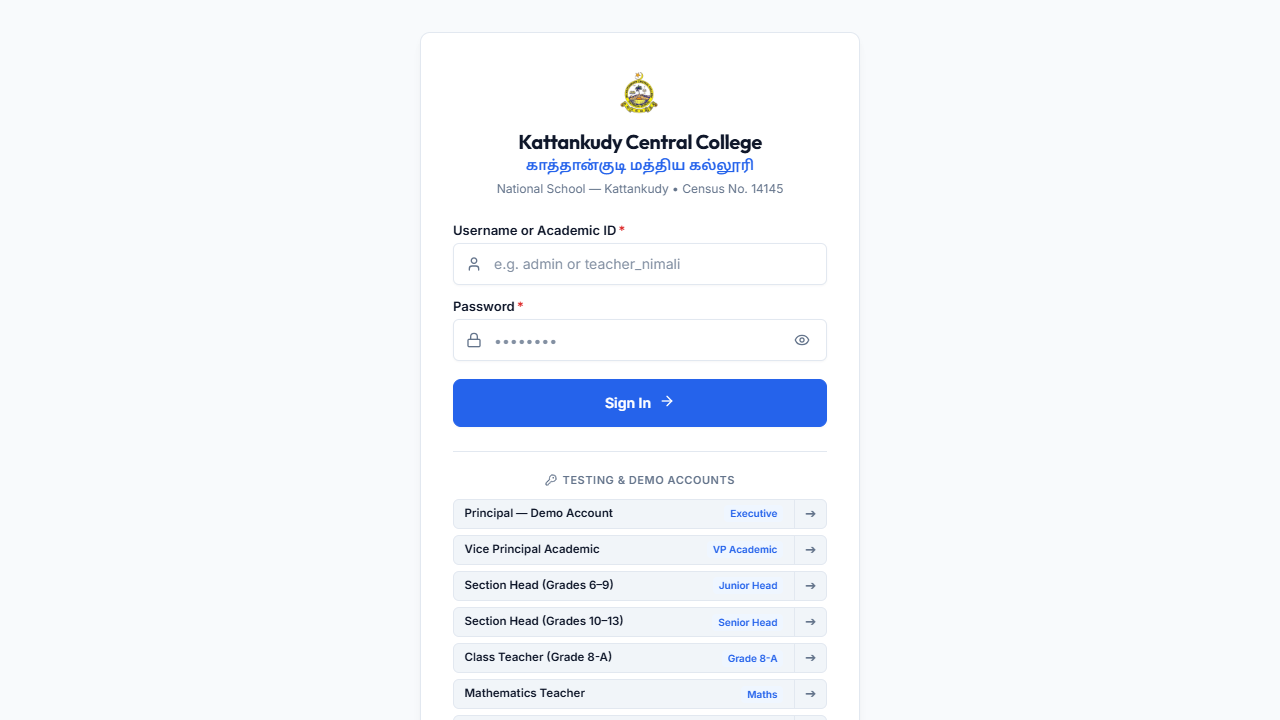 Kattankudy Central College
காத்தான்குடி மத்திய கல்லூரி
National School — Kattankudy • Census No. 14145
Username or Academic ID *
e.g. admin or teacher_nimali
Password *
••••••••
Sign In →
TESTING & DEMO ACCOUNTS
Principal — Demo Account Executive →
Vice Principal Academic VP Academic →
Section Head (Grades 6–9) Junior Head →
Section Head (Grades 10–13) Senior Head →
Class Teacher (Grade 8-A) Grade 8-A →
Mathematics Teacher Maths →